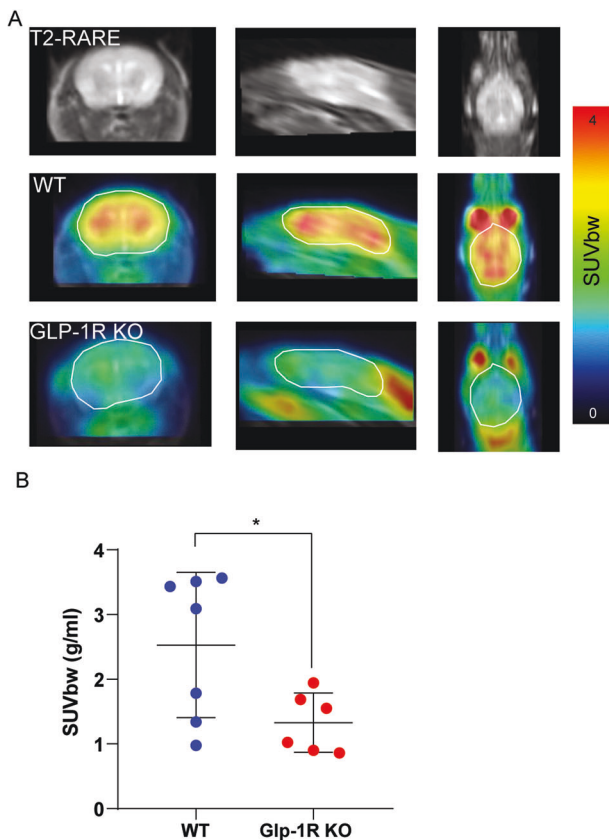 A
T2-RARE
WT
GLP-1R KO
4
SUVbw
0
B
*
SUVbw (g/ml)
4
3
2
1
0
WT
Glp-1R KO